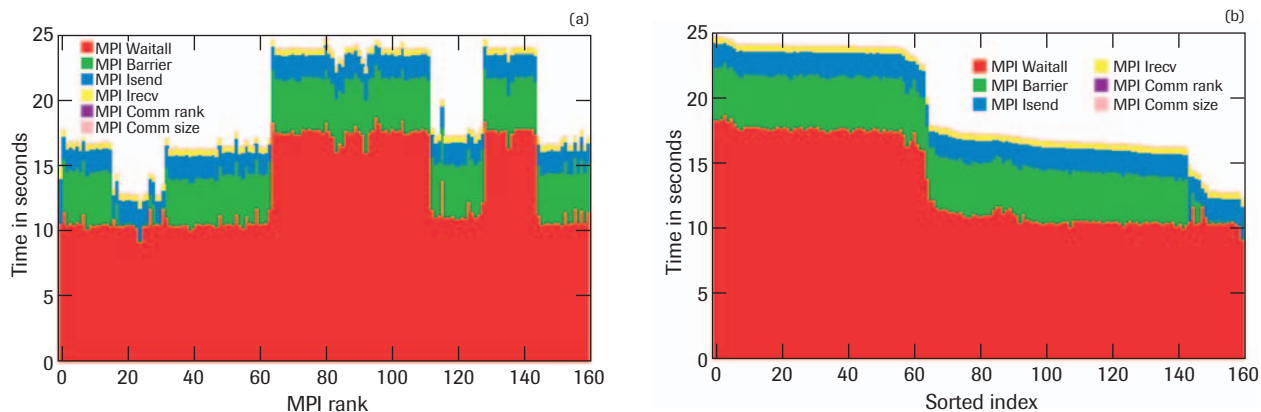 (a)
25
20
15
10
5
0
Time in seconds
MPI Waitall
MPI Barrier
MPI Isend
MPI Irecv
MPI Comm rank
MPI Comm size
0 20 40 60 80 100 120 140 160
MPI rank
(b)
25
20
15
10
5
0
Time in seconds
MPI Waitall
MPI Barrier
MPI Isend
MPI Irecv
MPI Comm rank
MPI Comm size
0 20 40 60 80 100 120 140 160
Sorted index